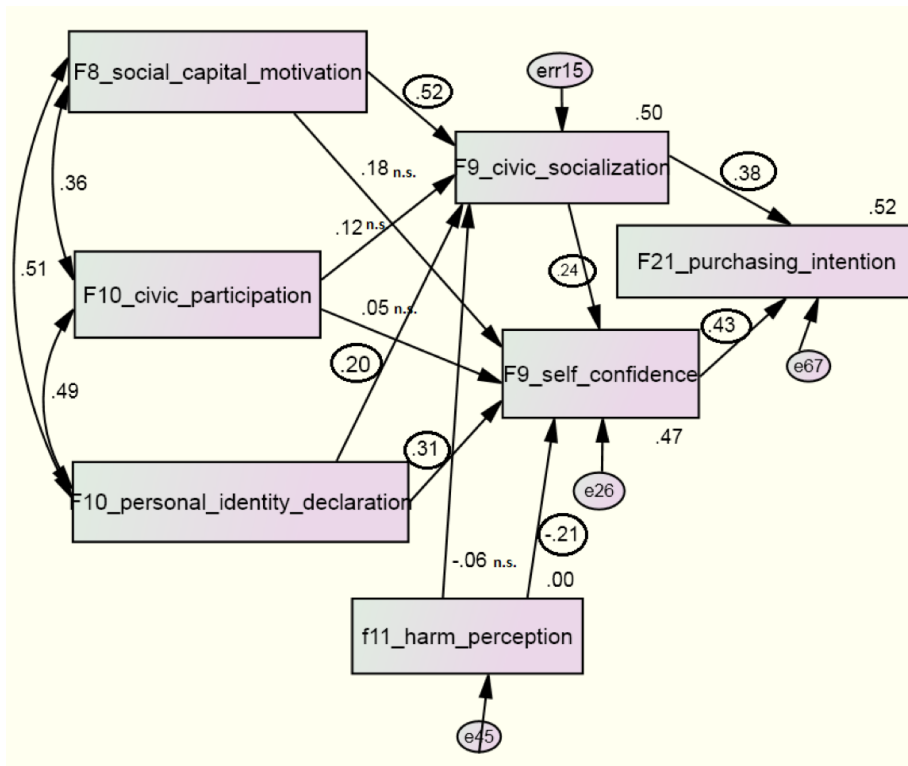 F8_social_capital_motivation
.52
err15
.50
F9_civic_socialization
.18 n.s.
.36
.38
.12 n.s.
.52
F21_purchasing_intention
.51
F10_civic_participation
.24
.05 n.s.
.43
.20
F9_self_confidence
e67
.49
.47
.31
F10_personal_identity_declaration
e26
-.21
-.06 n.s.
.00
f11_harm_perception
e45